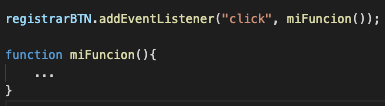 registrarBTN.addEventListener("click", miFuncion());
function miFuncion(){
...
}